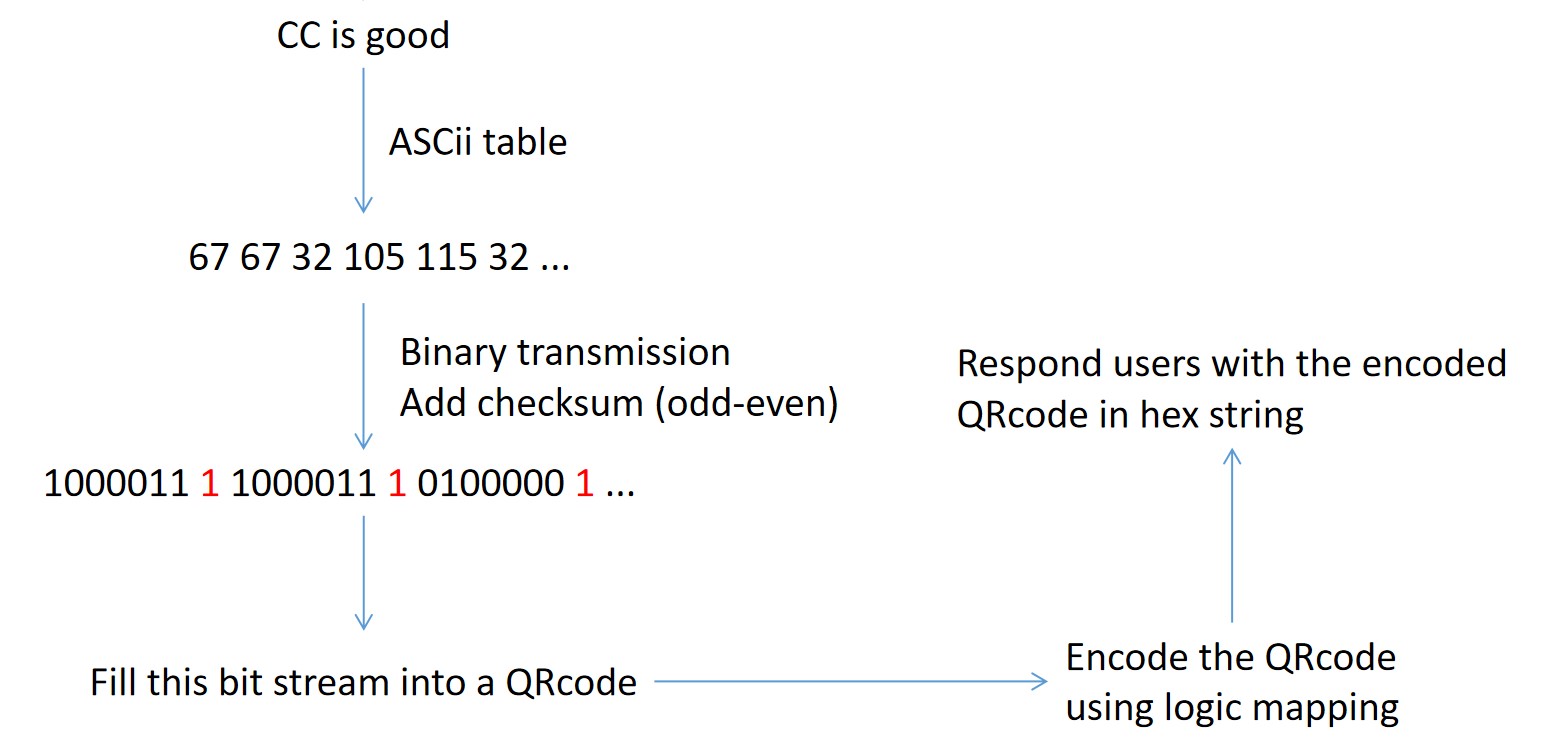 CC is good
ASCii table
67 67 32 105 115 32 ...
Binary transmission
Add checksum (odd-even)
1000011 1 1000011 1 0100000 1 ...
Fill this bit stream into a QRcode
Encode the QRcode
using logic mapping
Respond users with the encoded
QRcode in hex string